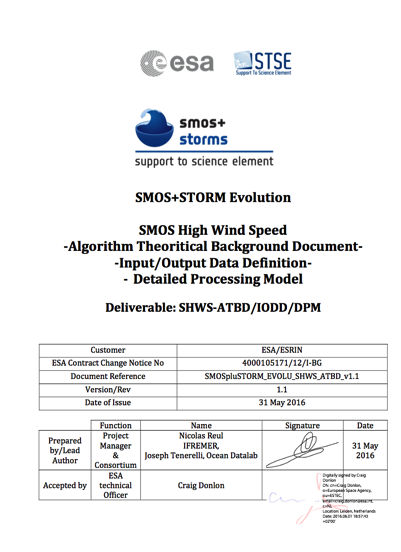 esa
STSE
Support To Science Element
smos+
storms
support to science element
SMOS+STORM Evolution
SMOS High Wind Speed
-Algorithm Theoritical Background Document-
-Input/Output Data Definition-
- Detailed Processing Model
Deliverable: SHWS-ATBD/IODD/DPM
Customer ESA/ESRIN
ESA Contract Change Notice No 4000105171/12/I-BG
Document Reference SMOSpluSTORM_EVOLU_SHWS_ATBD_v1.1
Version/Rev 1.1
Date of Issue 31 May 2016
Function Name Signature Date
Prepared by/Lead Author
Project Manager & Consortium
Nicolas Reul
IFREMER,
Joseph Tenerelli, Ocean Datalab
31 May 2016
Accepted by
ESA technical Officer
Craig Donlon
Digitally signed by Craig
Donlon
DN: cn=Craig Donlon,
o=European Space Agency,
ou=ESTEC,
email=craig.donlon@esa.int,
c=NL
Location: Leiden, Netherlands
Date: 2016.06.01 18:57:43
+02'00'